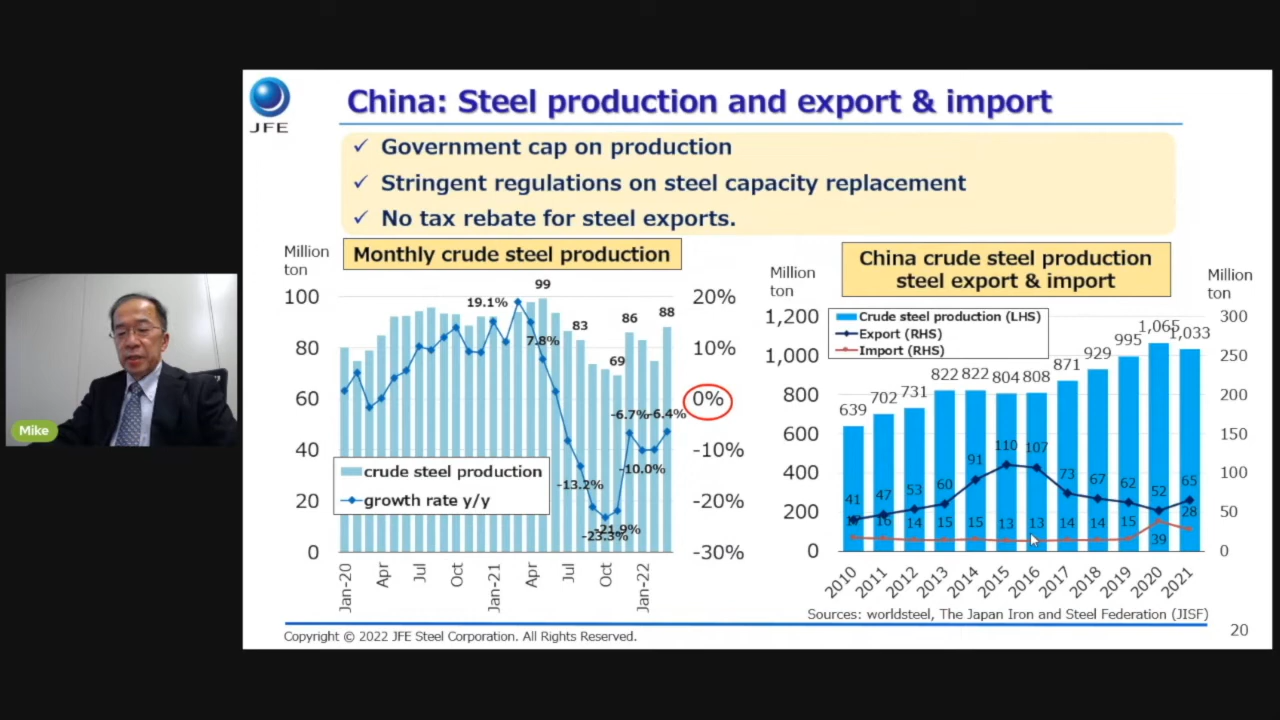 JFE
China: Steel production and export & import
✓ Government cap on production
✓ Stringent regulations on steel capacity replacement
✓ No tax rebate for steel exports.
Million
ton
Monthly crude steel production
100
80
60
40
20
0
20%
10%
0%
-10%
-20%
-30%
99
19.1%
7.8%
83
69
86
88
-6.7%
-6.4%
-10.0%
-13.2%
-21.9%
-23.3%
crude steel production
growth rate y/y
Jan-20
Apr
Jul
Oct
Jan-21
Apr
Jul
Oct
Jan-22
Million
ton
China crude steel production
steel export & import
Million
ton
1,200
1,000
800
600
400
200
0
300
250
200
150
100
50
0
Crude steel production (LHS)
Export (RHS)
Import (RHS)
639
702
731
822
822
804
808
871
929
995
1,065
1,033
41
47
53
60
91
110
107
73
67
62
52
65
16
14
15
15
13
13
14
14
15
39
28
2010
2011
2012
2013
2014
2015
2016
2017
2018
2019
2020
2021
Sources: worldsteel, The Japan Iron and Steel Federation (JISF)
Copyright © 2022 JFE Steel Corporation. All Rights Reserved.
20
Mike